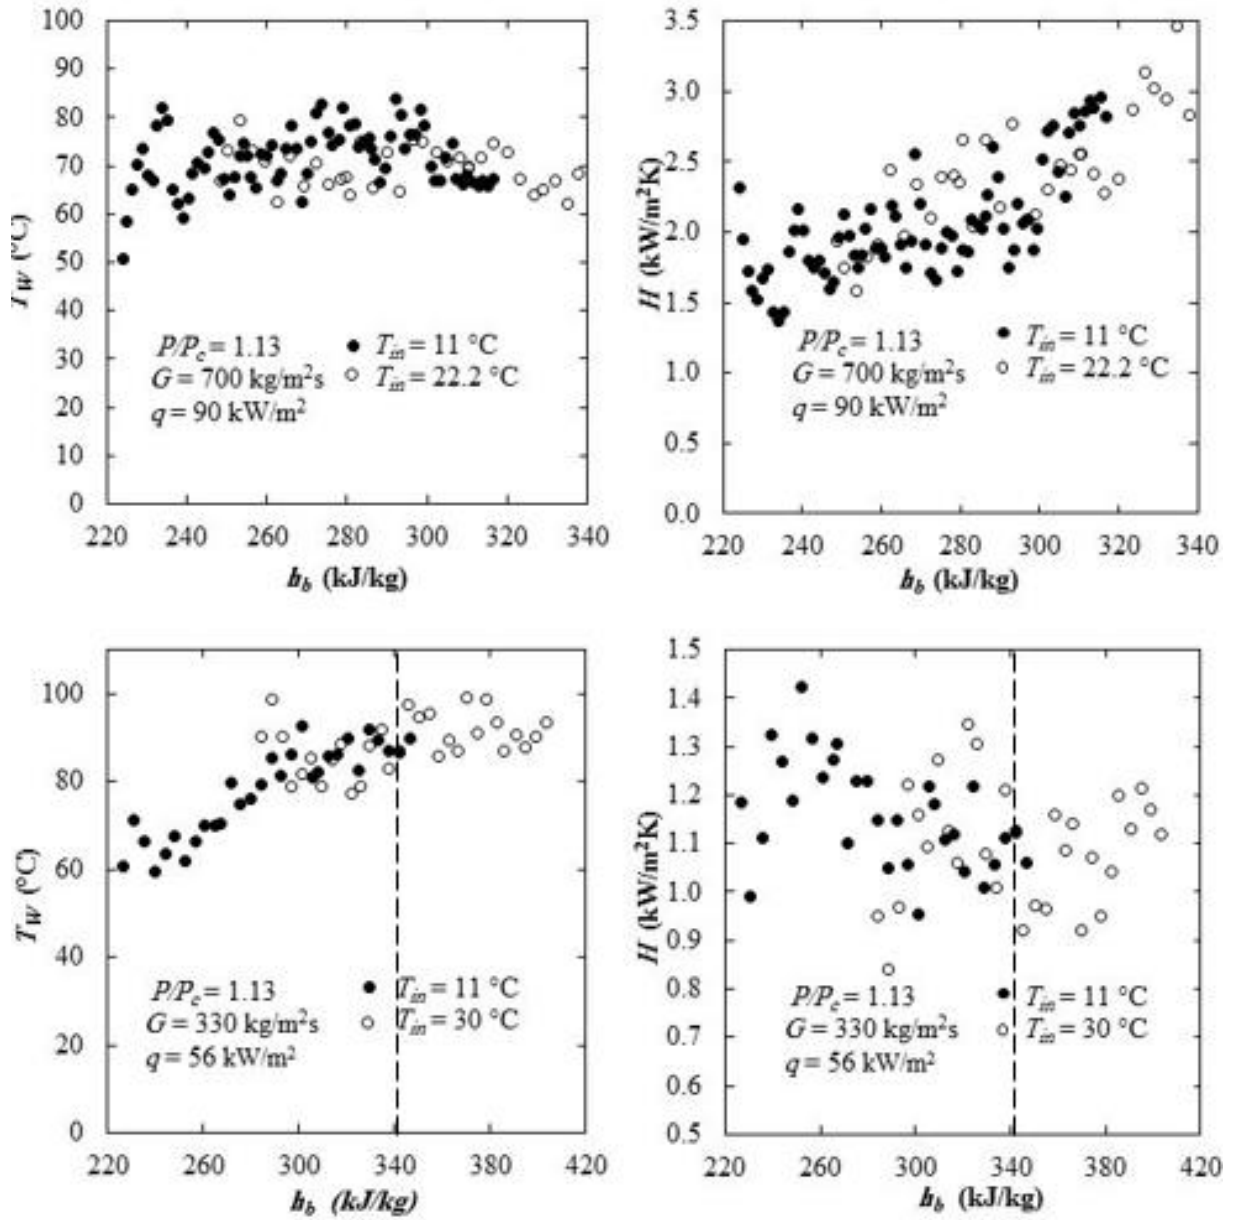 100
90
80
70
60
50
40
30
20
10
0
T_W (°C)
P/P_c = 1.13
G = 700 kg/m²s
q = 90 kW/m²
T_in = 11 °C
T_in = 22.2 °C
220 240 260 280 300 320 340
h_b (kJ/kg)
3.5
3.0
2.5
2.0
1.5
1.0
0.5
0.0
H (kW/m²K)
P/P_c = 1.13
G = 700 kg/m²s
q = 90 kW/m²
T_in = 11 °C
T_in = 22.2 °C
220 240 260 280 300 320 340
h_b (kJ/kg)
100
80
60
40
20
0
T_W (°C)
P/P_c = 1.13
G = 330 kg/m²s
q = 56 kW/m²
T_in = 11 °C
T_in = 30 °C
220 260 300 340 380 420
h_b (kJ/kg)
1.5
1.4
1.3
1.2
1.1
1.0
0.9
0.8
0.7
0.6
0.5
H (kW/m²K)
P/P_c = 1.13
G = 330 kg/m²s
q = 56 kW/m²
T_in = 11 °C
T_in = 30 °C
220 260 300 340 380 420
h_b (kJ/kg)